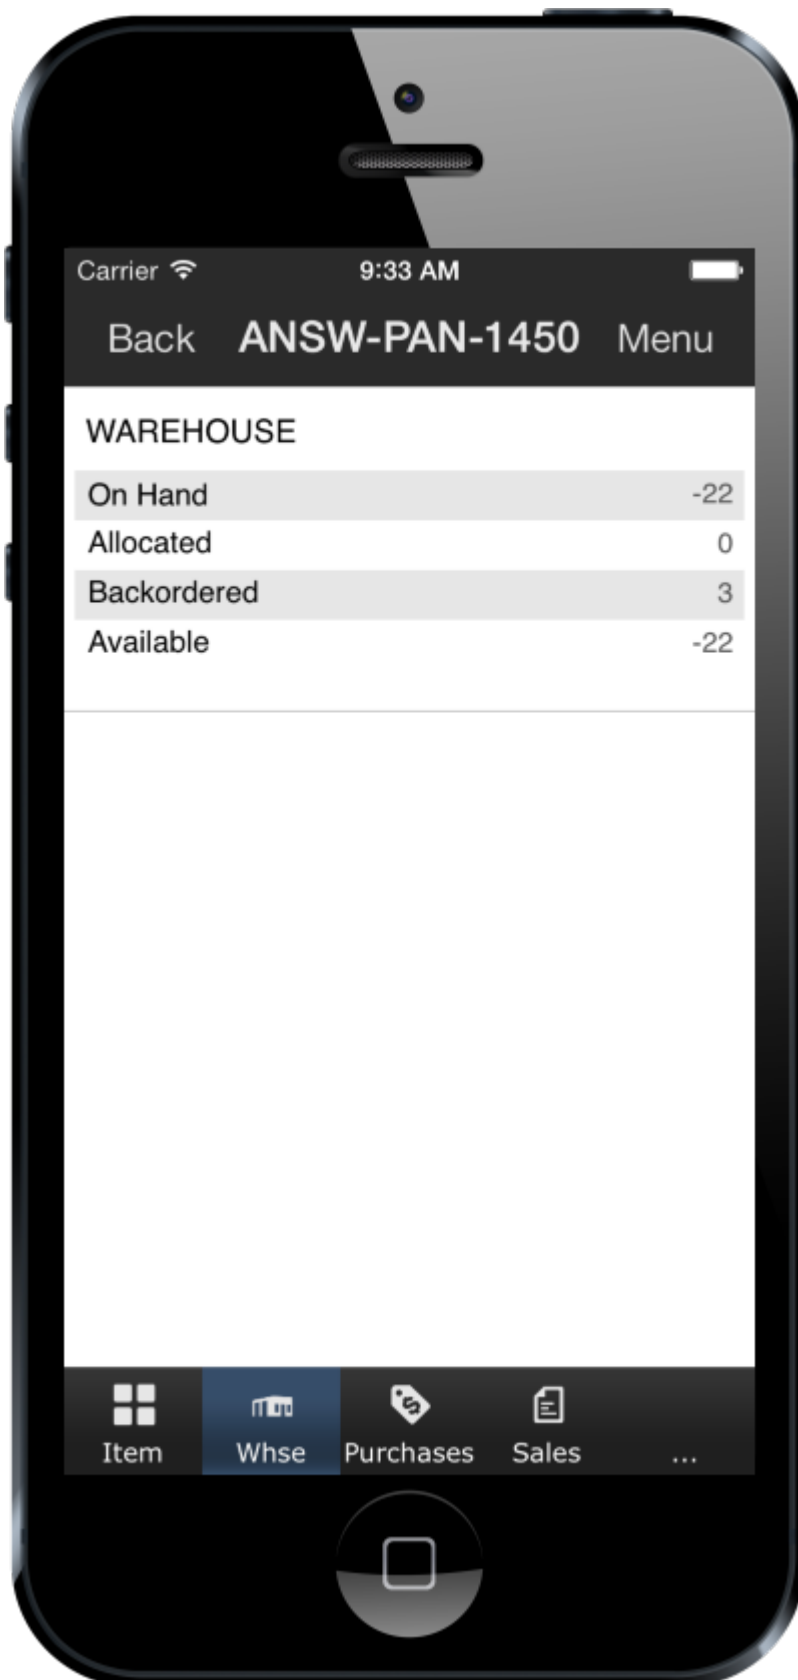 Carrier 9:33 AM
Back ANSW-PAN-1450 Menu
WAREHOUSE
On Hand -22
Allocated 0
Backordered 3
Available -22
Item Whse Purchases Sales ...